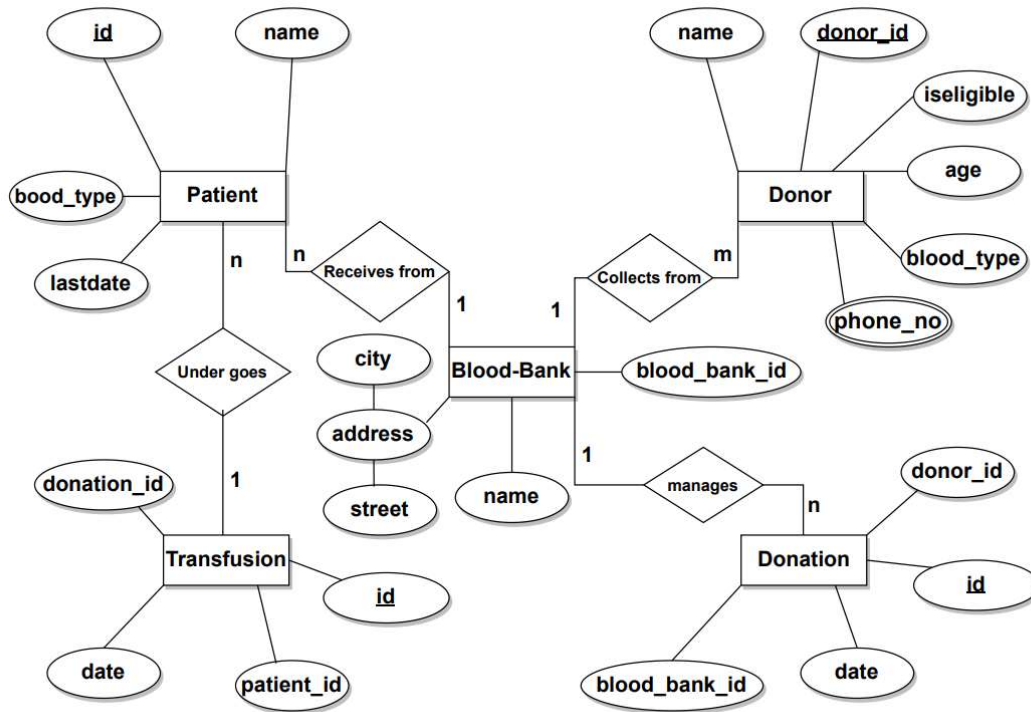 id
name
name
donor_id
iseligible
bood_type
Patient
Donor
age
lastdate
n
n
Receives from
Collects from
m
blood_type
1
1
phone_no
Under goes
city
Blood-Bank
blood_bank_id
address
1
donation_id
1
street
name
manages
n
donor_id
Transfusion
Donation
id
id
date
patient_id
blood_bank_id
date